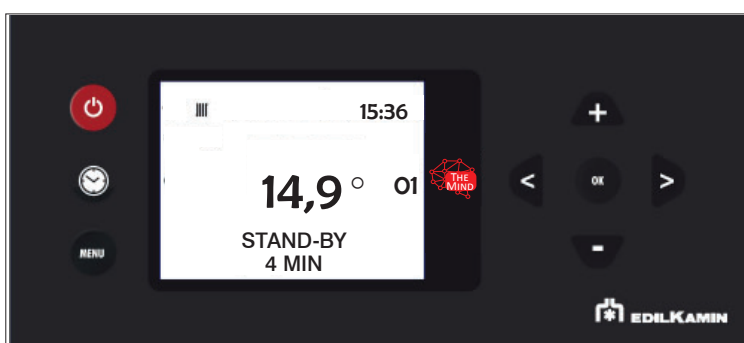 15:36
14,9° 01
THE
MIND
STAND-BY
4 MIN
MENU
OK
EDILKAMIN